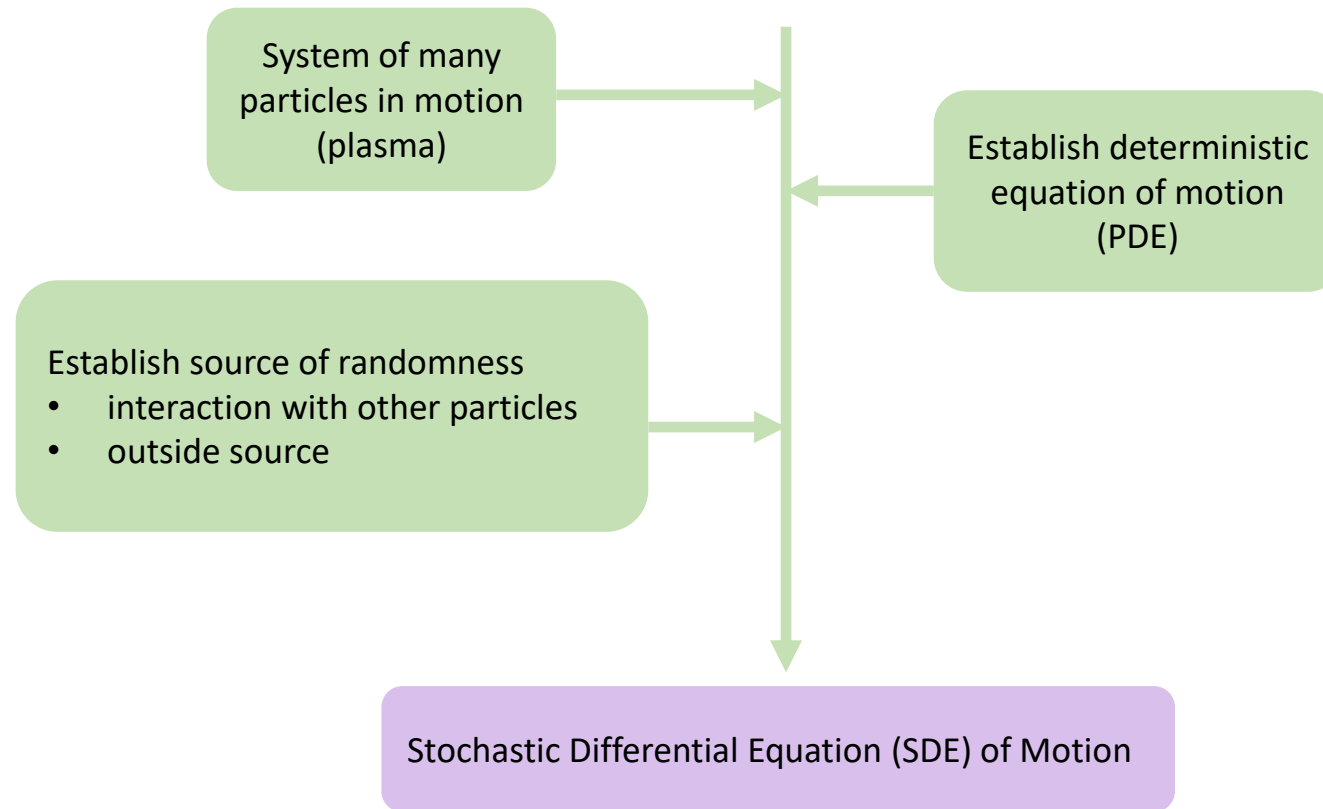 System of many
particles in motion
(plasma)
Establish deterministic
equation of motion
(PDE)
Establish source of randomness
• interaction with other particles
• outside source
Stochastic Differential Equation (SDE) of Motion